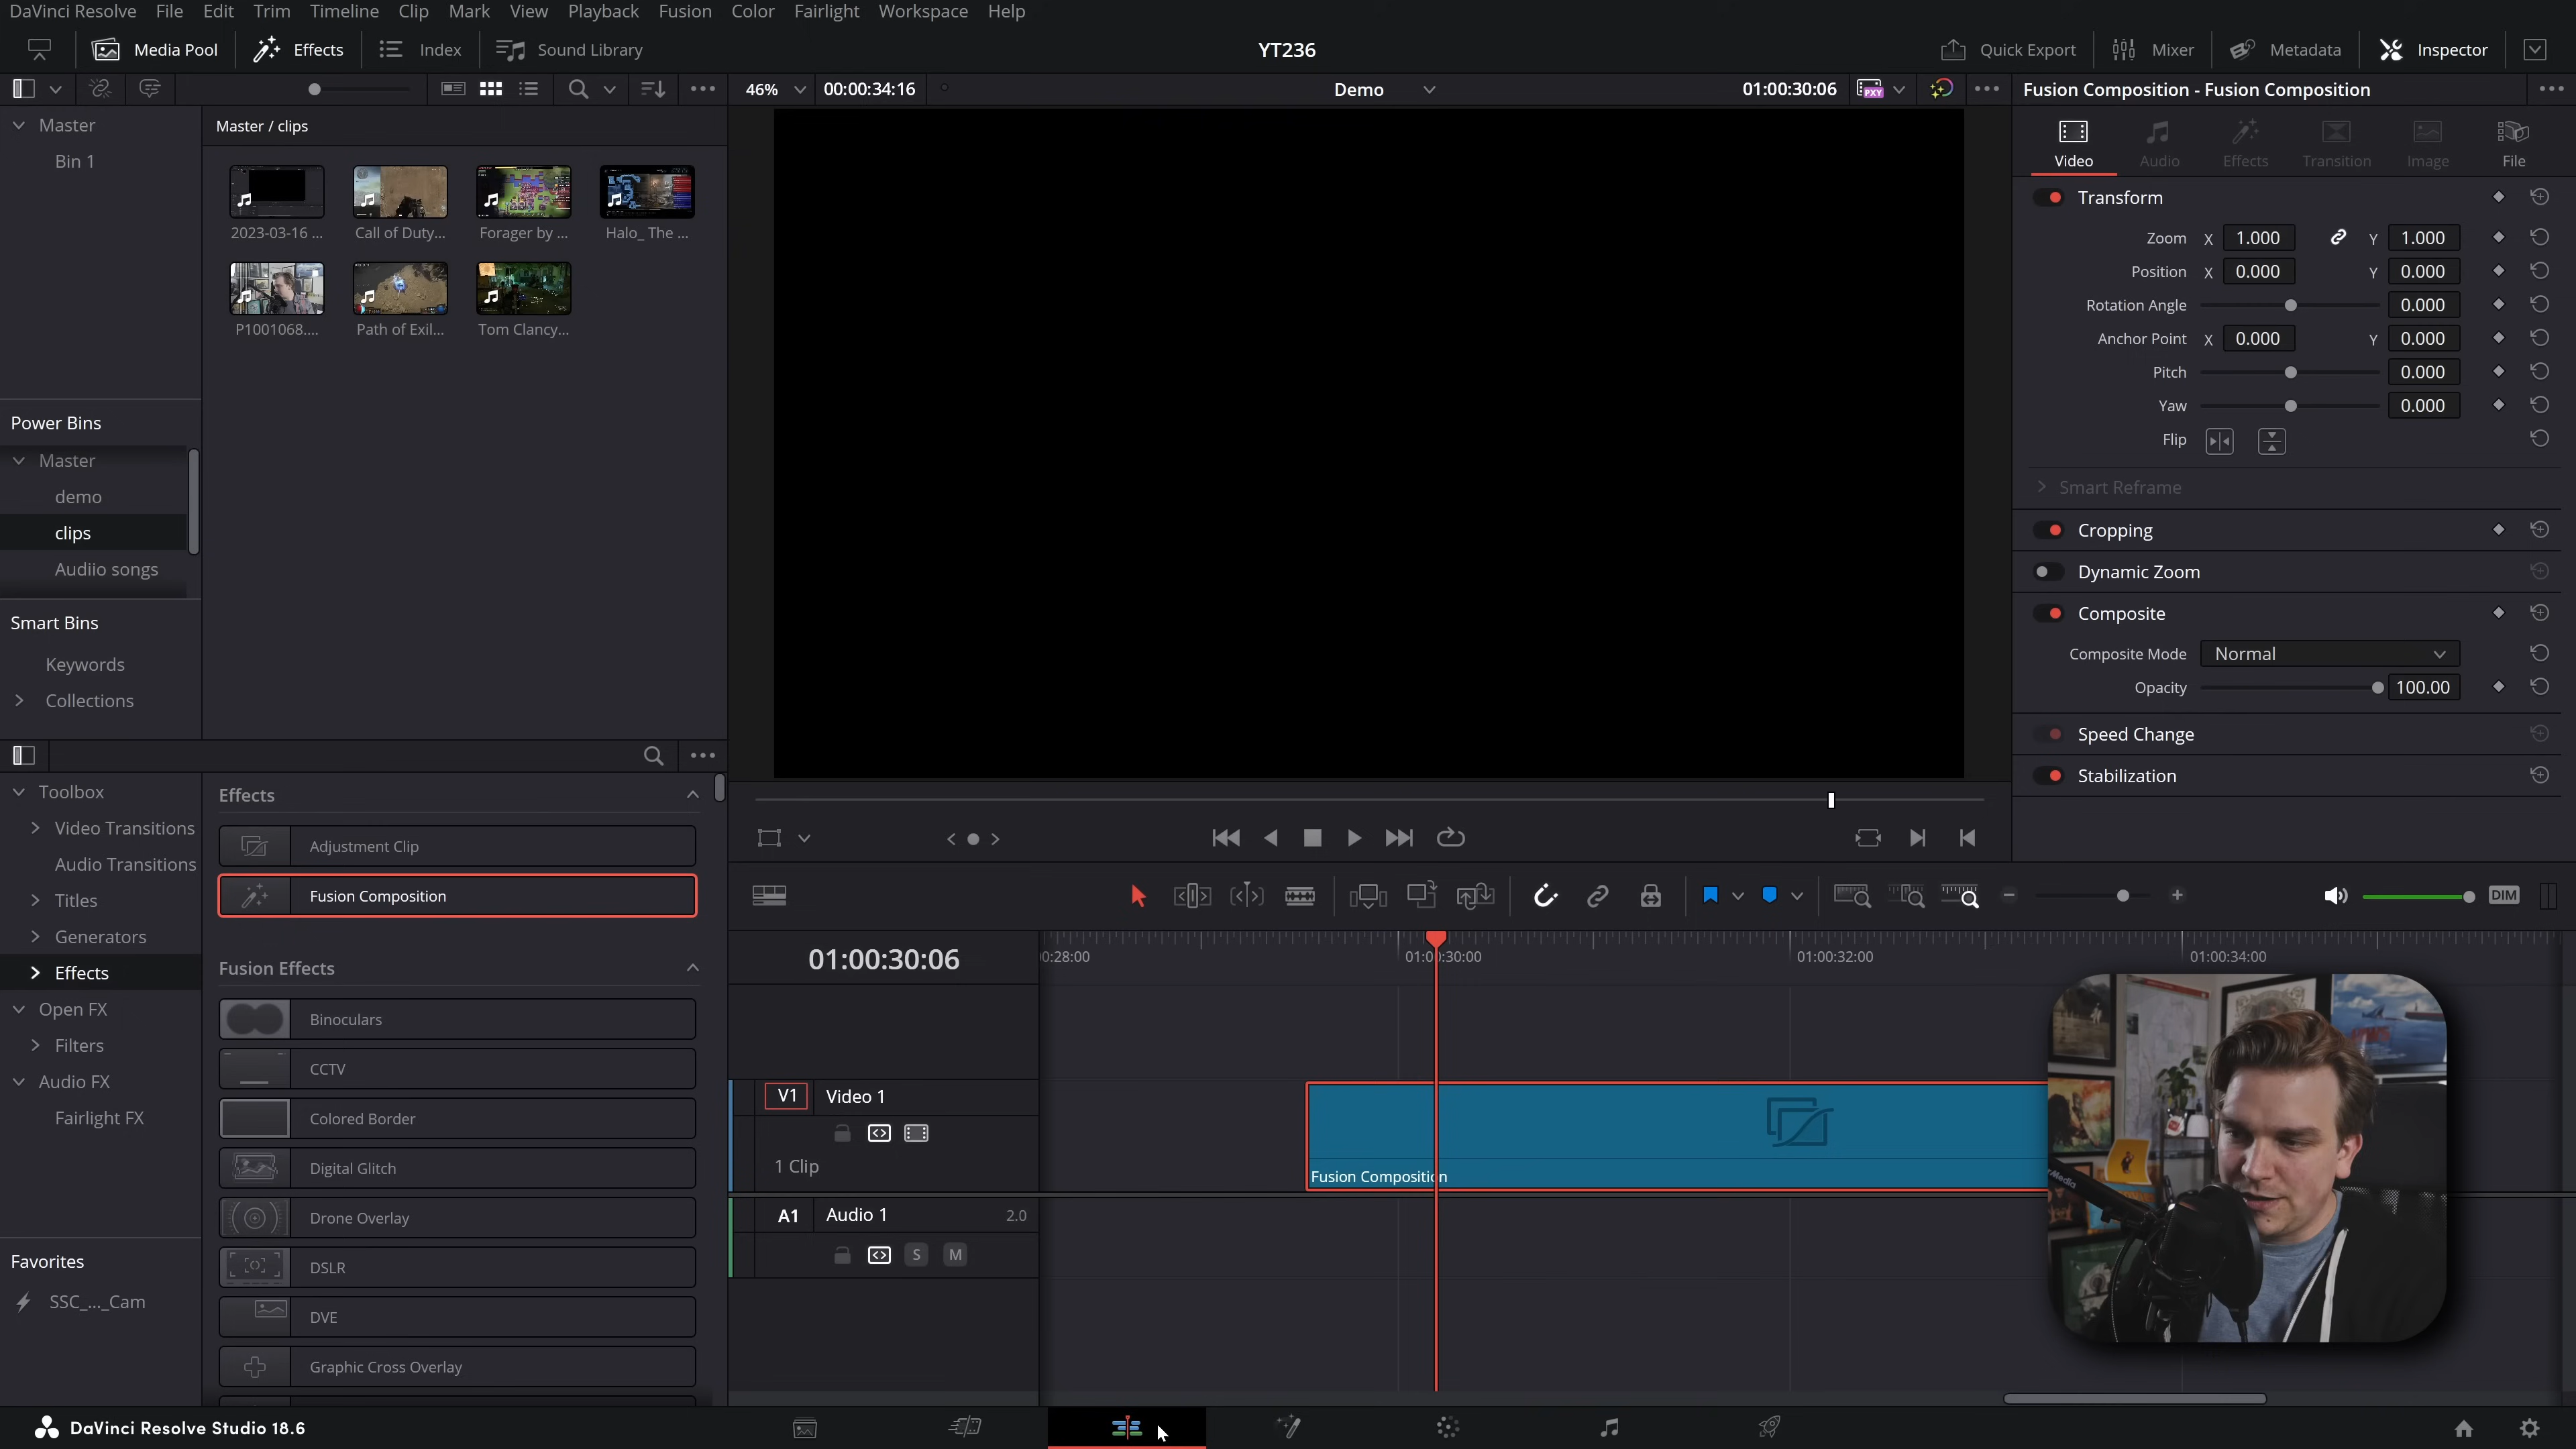 DaVinci Resolve File Edit Trim Timeline Clip Mark View Playback Fusion Color Fairlight Workspace Help
Media Pool Effects Index Sound Library YT236 Quick Export Mixer Metadata Inspector
46% 00:00:34:16 Demo 01:00:30:06 PXY Fusion Composition - Fusion Composition
Master
Bin 1
Master / clips
2023-03-16 ... Call of Duty... Forager by ... Halo_ The ...
P1001068.... Path of Exil... Tom Clancy...
Power Bins
Master
demo
clips
Audiio songs
Smart Bins
Keywords
Collections
Video Audio Effects Transition Image File
Transform
Zoom X 1.000 Y 1.000
Position X 0.000 Y 0.000
Rotation Angle 0.000
Anchor Point X 0.000 Y 0.000
Pitch 0.000
Yaw 0.000
Flip
Smart Reframe
Cropping
Dynamic Zoom
Composite
Composite Mode Normal
Opacity 100.00
Speed Change
Stabilization
Toolbox
Video Transitions
Audio Transitions
Titles
Generators
Effects
Open FX
Filters
Audio FX
Fairlight FX
Favorites
SSC_..._Cam
Effects
Adjustment Clip
Fusion Composition
Fusion Effects
Binoculars
CCTV
Colored Border
Digital Glitch
Drone Overlay
DSLR
DVE
Graphic Cross Overlay
DIM
01:00:30:06 0:28:00 01:00:30:00 01:00:32:00 01:00:34:00
V1 Video 1
1 Clip
Fusion Composition
A1 Audio 1 2.0
S M
DaVinci Resolve Studio 18.6